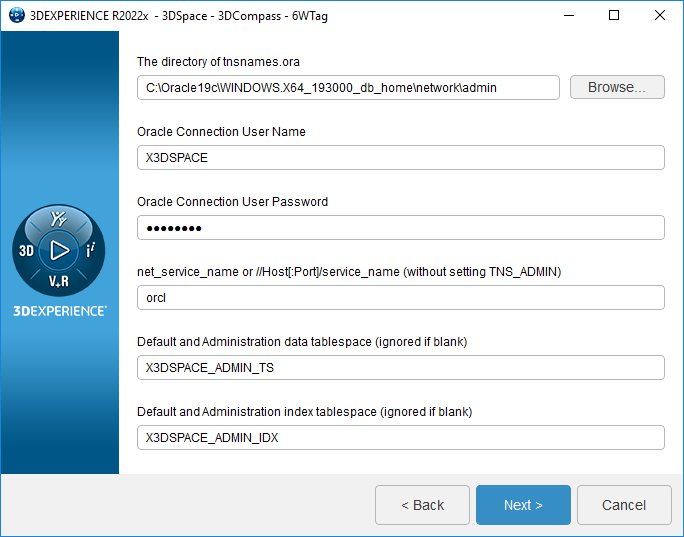 3DEXPERIENCE R2022x - 3DSpace - 3DCompass - 6WTag
The directory of tnsnames.ora
C:\Oracle19c\WINDOWS.X64_193000_db_home\network\admin
Browse...
Oracle Connection User Name
X3DSPACE
Oracle Connection User Password
●●●●●●●●
net_service_name or //Host[:Port]/service_name (without setting TNS_ADMIN)
orcl
Default and Administration data tablespace (ignored if blank)
X3DSPACE_ADMIN_TS
Default and Administration index tablespace (ignored if blank)
X3DSPACE_ADMIN_IDX
3D
V+R
3DEXPERIENCE
< Back
Next >
Cancel